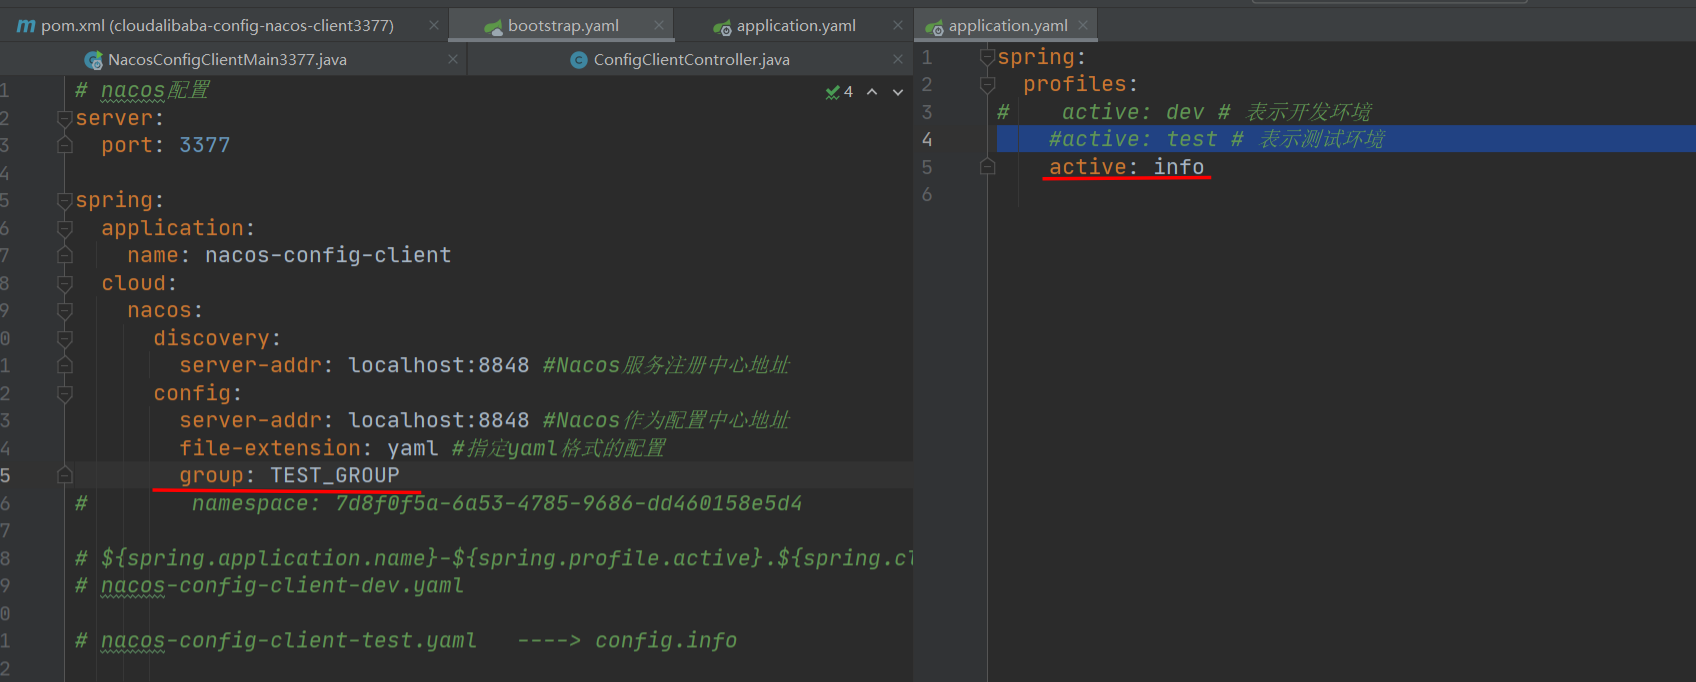 pom.xml (cloudalibaba-config-nacos-client3377)
bootstrap.yaml
application.yaml
application.yaml
NacosConfigClientMain3377.java
ConfigClientController.java
4
1 # nacos配置
2 server:
3 port: 3377
4
5 spring:
6 application:
7 name: nacos-config-client
8 cloud:
9 nacos:
0 discovery:
1 server-addr: localhost:8848 #Nacos服务注册中心地址
2 config:
3 server-addr: localhost:8848 #Nacos作为配置中心地址
4 file-extension: yaml #指定yaml格式的配置
5 group: TEST_GROUP
6 # namespace: 7d8f0f5a-6a53-4785-9686-dd460158e5d4
7
8 # ${spring.application.name}-${spring.profile.active}.${spring.cl
9 # nacos-config-client-dev.yaml
0
1 # nacos-config-client-test.yaml ----> config.info
2
1 spring:
2 profiles:
3 # active: dev # 表示开发环境
4 #active: test # 表示测试环境
5 active: info
6